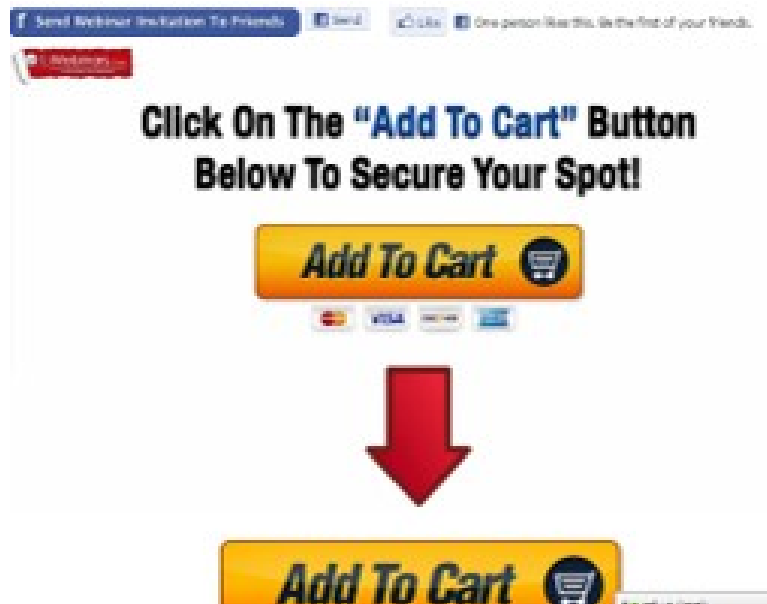 f Send Webinar Invitation To Friends Send Like One person likes this. Be the first of your friends.
Click On The “Add To Cart” Button
Below To Secure Your Spot!
Add To Cart
MasterCard VISA
Add To Cart